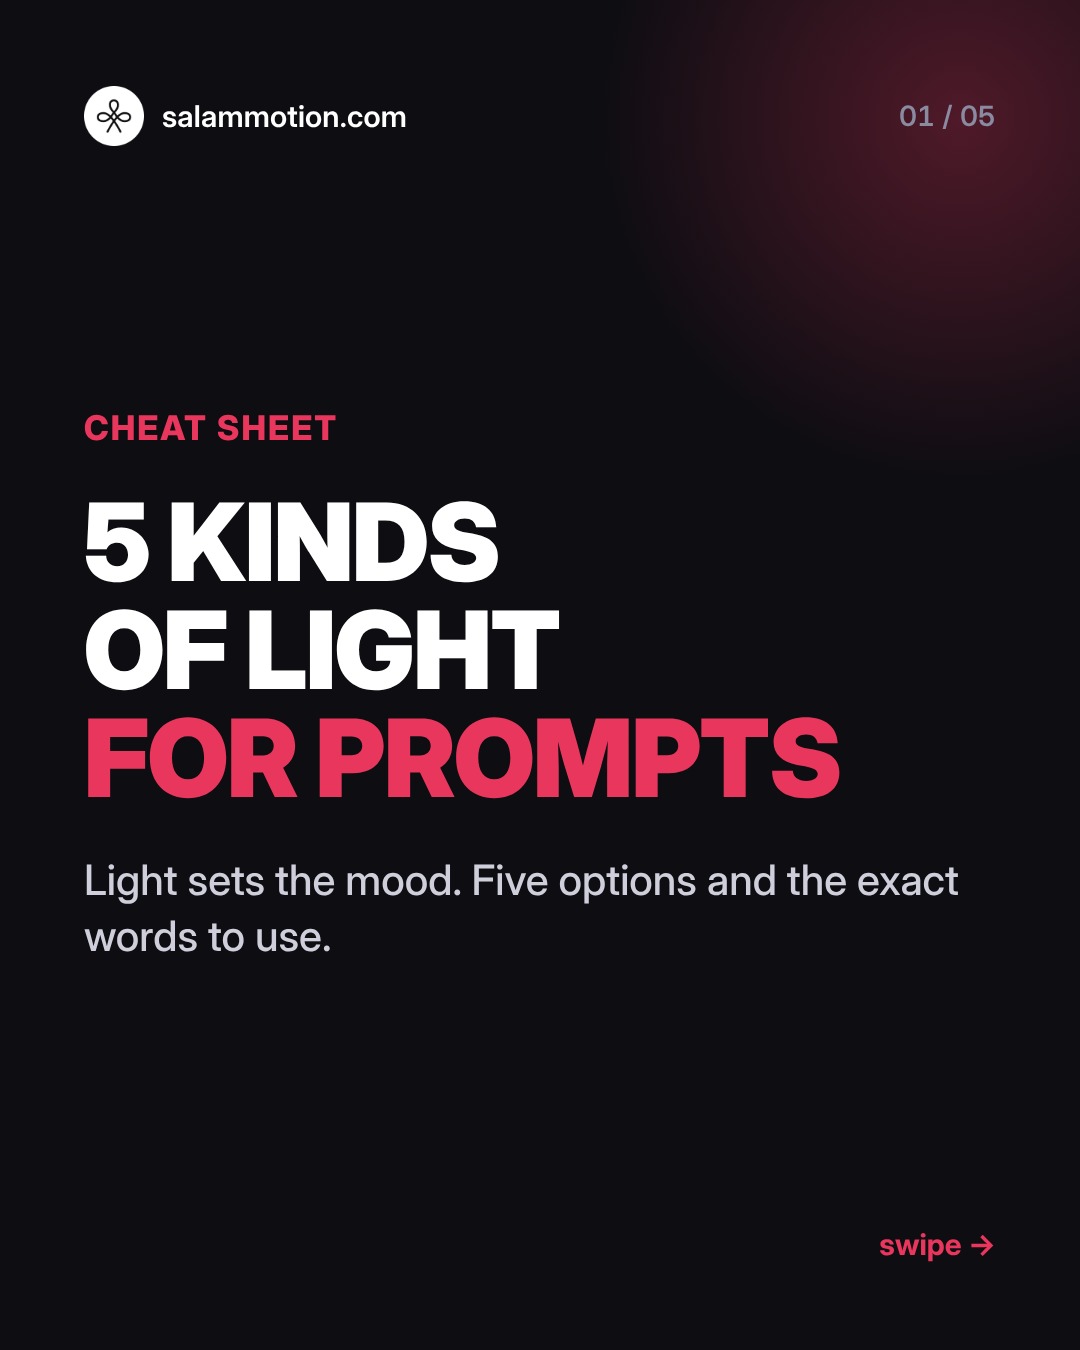 salammotion.com
01 / 05
CHEAT SHEET
5 KINDS
OF LIGHT
FOR PROMPTS
Light sets the mood. Five options and the exact
words to use.
swipe →